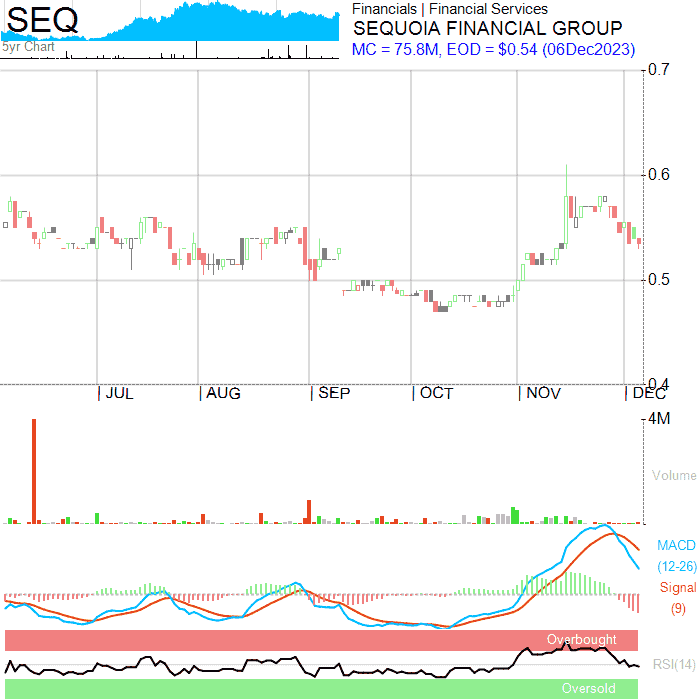 SEQ
5yr Chart
Financials | Financial Services
SEQUOIA FINANCIAL GROUP
MC = 75.8M, EOD = $0.54 (06Dec2023)
0.7
0.6
0.5
0.4
JUL AUG SEP OCT NOV DEC
4M
Volume
MACD
(12-26)
Signal
(9)
Overbought
RSI(14)
Oversold